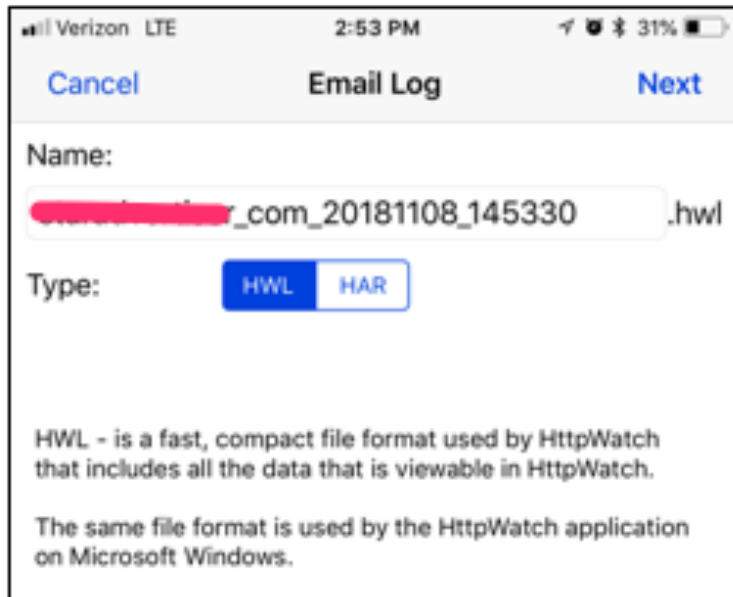 Verizon LTE 2:53 PM 31%
Cancel Email Log Next
Name:
r_com_20181108_145330 .hwl
Type: HWL HAR
HWL - is a fast, compact file format used by HttpWatch
that includes all the data that is viewable in HttpWatch.
The same file format is used by the HttpWatch application
on Microsoft Windows.